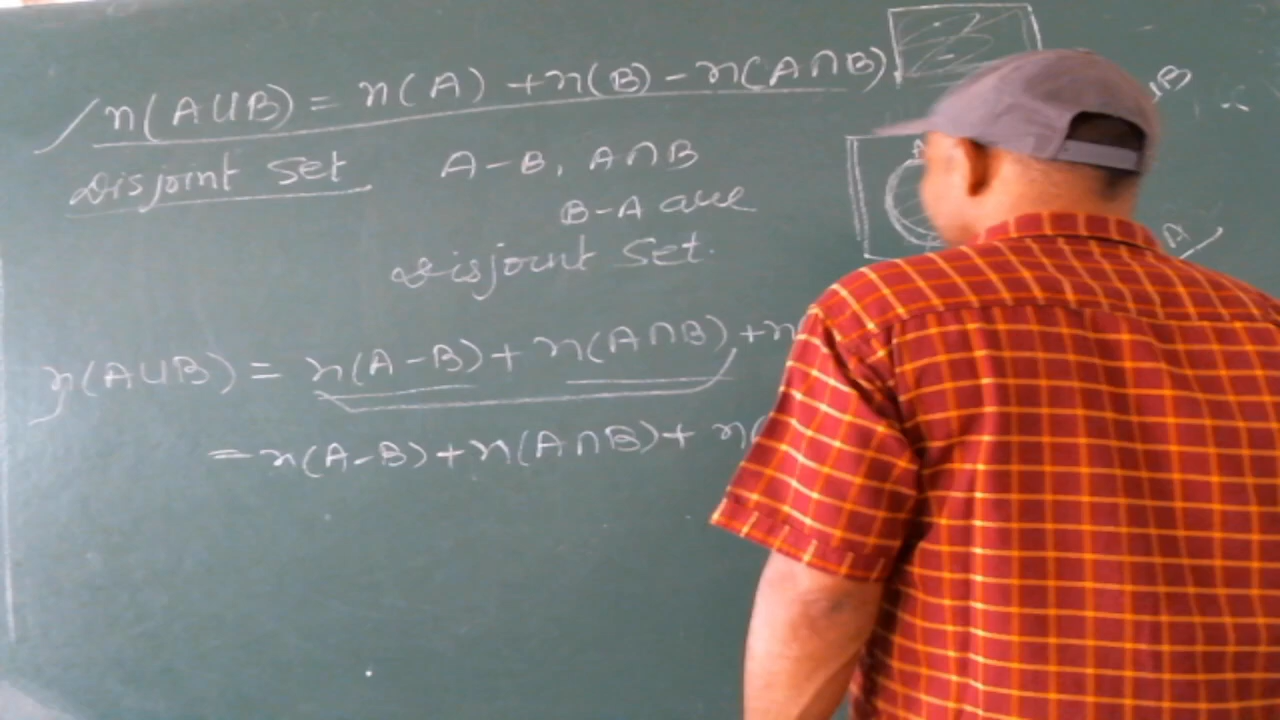 n(A∪B) = n(A) + n(B) - n(A∩B)
Disjoint Set
A-B, A∩B
B-A are
Disjoint Set.
n(A∪B) = n(A-B) + n(A∩B) + n
= n(A-B) + n(A∩B) + n(
B
A
A